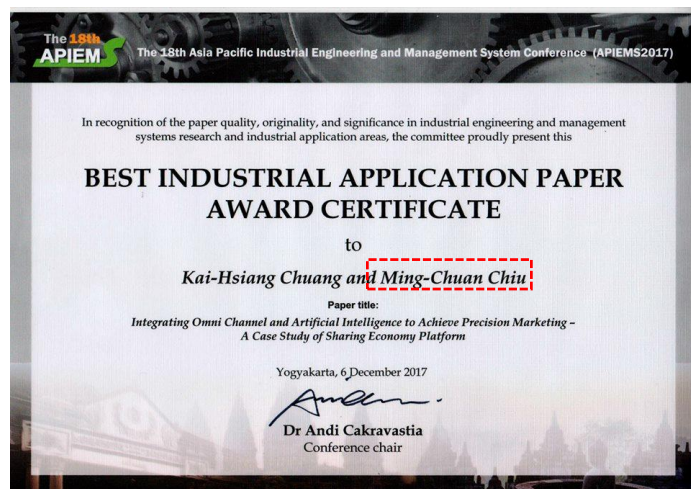 The 18th
APIEMS
The 18th Asia Pacific Industrial Engineering and Management System Conference (APIEMS2017)
In recognition of the paper quality, originality, and significance in industrial engineering and management
systems research and industrial application areas, the committee proudly present this
BEST INDUSTRIAL APPLICATION PAPER
AWARD CERTIFICATE
to
Kai-Hsiang Chuang and Ming-Chuan Chiu
Paper title:
Integrating Omni Channel and Artificial Intelligence to Achieve Precision Marketing –
A Case Study of Sharing Economy Platform
Yogyakarta, 6 December 2017
Dr Andi Cakravastia
Conference chair